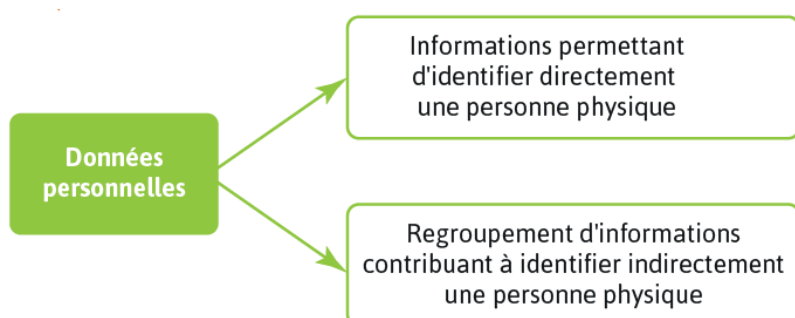 Données
personnelles
Informations permettant
d'identifier directement
une personne physique
Regroupement d'informations
contribuant à identifier indirectement
une personne physique